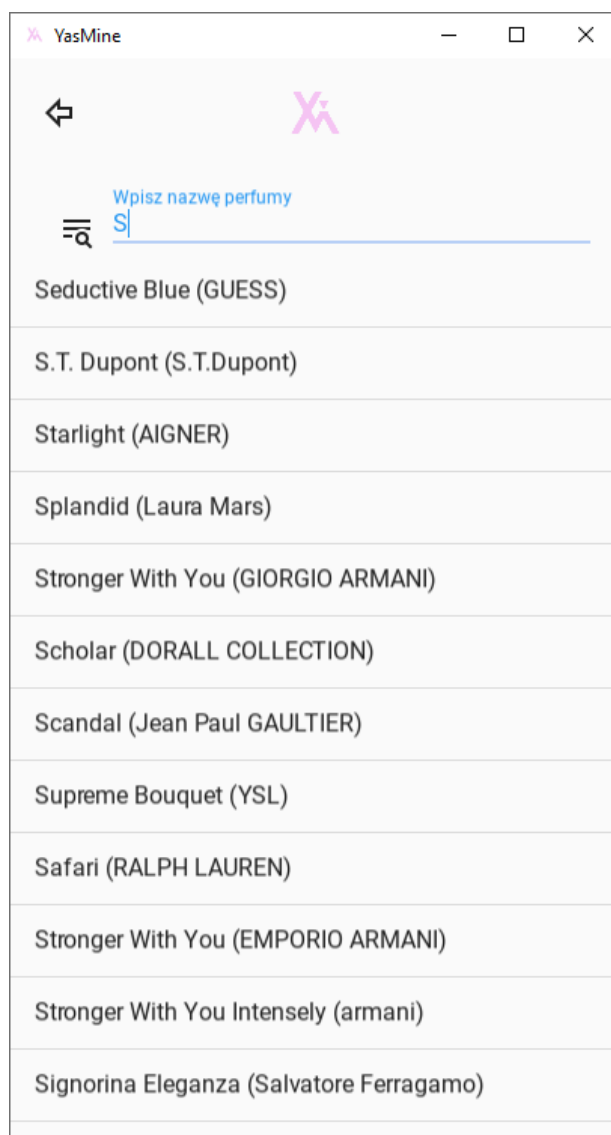 YasMine
Wpisz nazwę perfumy
S
Seductive Blue (GUESS)
S.T. Dupont (S.T.Dupont)
Starlight (AIGNER)
Splandid (Laura Mars)
Stronger With You (GIORGIO ARMANI)
Scholar (DORALL COLLECTION)
Scandal (Jean Paul GAULTIER)
Supreme Bouquet (YSL)
Safari (RALPH LAUREN)
Stronger With You (EMPORIO ARMANI)
Stronger With You Intensely (armani)
Signorina Eleganza (Salvatore Ferragamo)